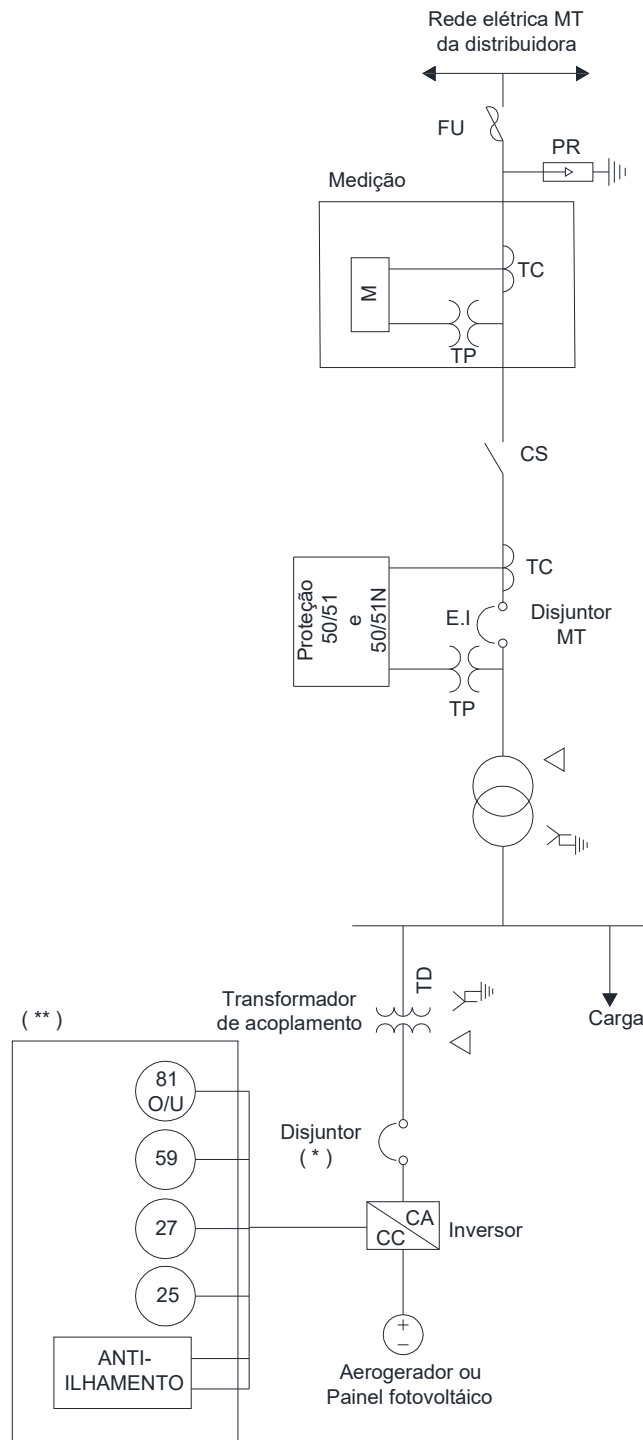 Rede elétrica MT
da distribuidora
FU
PR
Medição
TC
M
TP
CS
TC
Proteção
50/51
e
50/51N
E.I
Disjuntor
MT
TP
TD
Transformador
de acoplamento
Carga
( ** )
81
O/U
Disjuntor
( * )
59
CA
CC
Inversor
27
25
ANTI-
ILHAMENTO
+
–
Aerogerador ou
Painel fotovoltáico